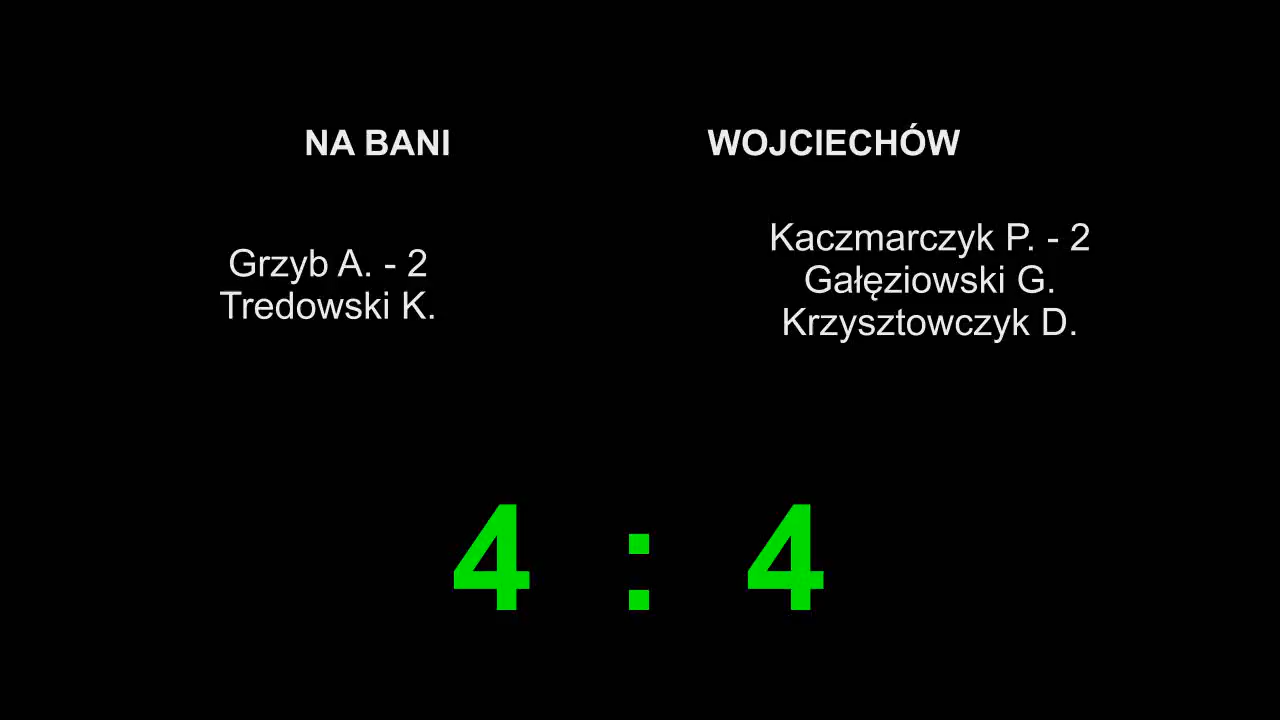 NA BANI
WOJCIECHÓW
Grzyb A. - 2
Tredowski K.
Kaczmarczyk P. - 2
Gałęziowski G.
Krzysztowczyk D.
4 : 4